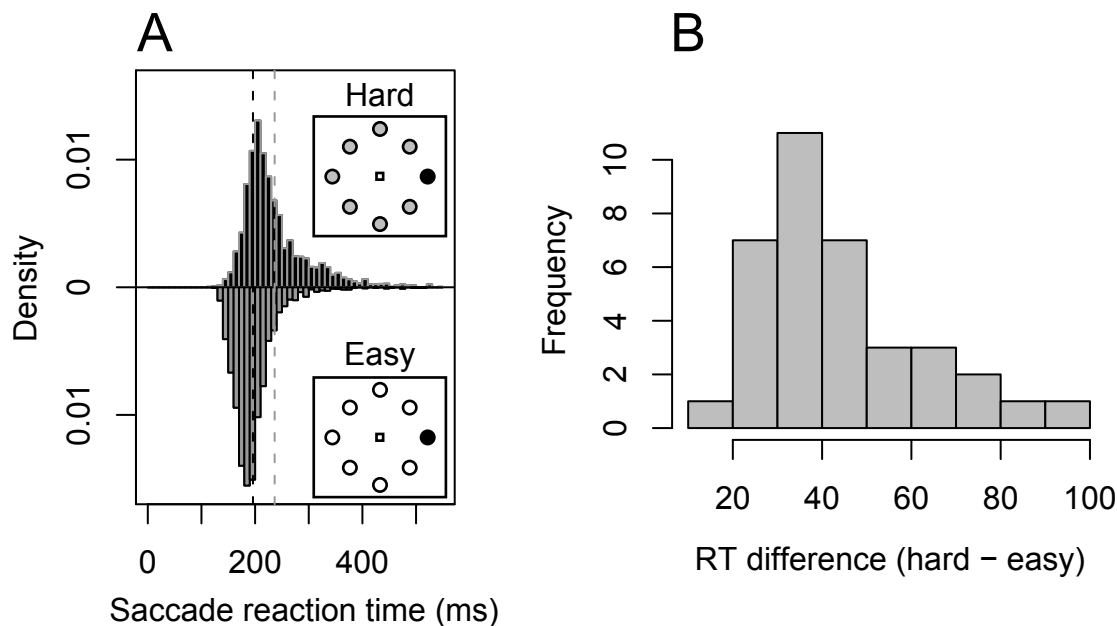 A
Hard
Easy
Density
0.01
0
0.01
0
200
400
Saccade reaction time (ms)
B
Frequency
0
2
4
6
8
10
20
40
60
80
100
RT difference (hard − easy)